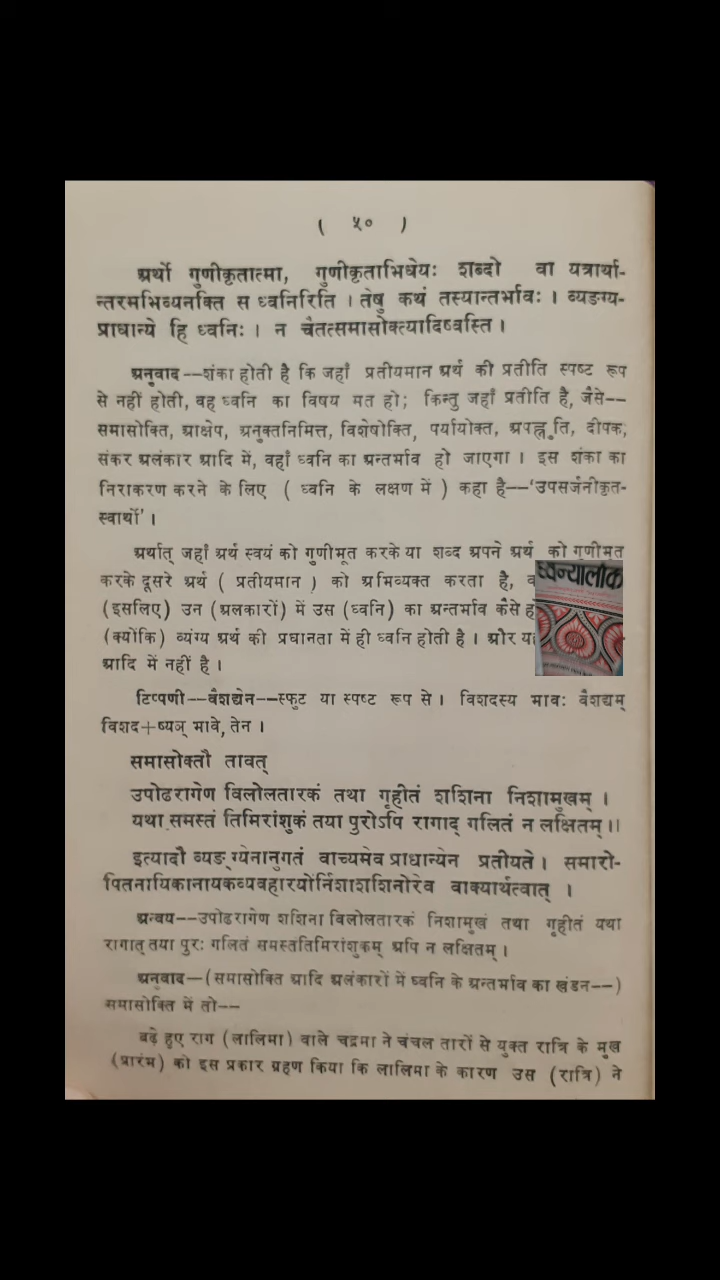 ( ५० )
अर्थो गुणीकृतात्मा, गुणीकृताभिधेयः शब्दो वा यत्रार्था-
न्तरमभिव्यनक्ति स ध्वनिरिति । तेषु कथं तस्यान्तर्भावः । व्यङग्य-
प्राधान्ये हि ध्वनिः । न चैतत्समासोक्त्यादिष्वस्ति ।
अनुवाद --शंका होती है कि जहाँ प्रतीयमान अर्थ की प्रतीति स्पष्ट रूप
से नहीं होती, वह ध्वनि का विषय मत हो; किन्तु जहाँ प्रतीति है, जैसे--
समासोक्ति, आक्षेप, अनुक्तनिमित्त, विशेषोक्ति, पर्यायोक्त, अपह्नुति, दीपक,
संकर अलंकार आदि में, वहाँ ध्वनि का अन्तर्भाव हो जाएगा । इस शंका का
निराकरण करने के लिए ( ध्वनि के लक्षण में ) कहा है--'उपसर्जनीकृत-
स्वार्थो' ।
अर्थात् जहाँ अर्थ स्वयं को गुणीभूत करके या शब्द अपने अर्थ को गुणीभूत
करके दूसरे अर्थ ( प्रतीयमान ) को अभिव्यक्त करता है,
ध्वन्यालोक
(इसलिए) उन (अलकारों) में उस (ध्वनि) का अन्तर्भाव कैसे
(क्योंकि) व्यंग्य अर्थ की प्रधानता में ही ध्वनि होती है । और
आदि में नहीं है ।
टिप्पणी--वैशद्येन--स्फुट या स्पष्ट रूप से । विशदस्य भावः वैशद्यम्
विशद+ष्यञ् भावे, तेन ।
समासोक्तौ तावत्
उपोढरागेण विलोलतारकं तथा गृहीतं शशिना निशामुखम् ।
यथा समस्तं तिमिरांशुकं तया पुरोऽपि रागाद् गलितं न लक्षितम् ।।
इत्यादौ व्यङ्ग्येनानुगतं वाच्यमेव प्राधान्येन प्रतीयते । समारो-
पितनायिकानायकव्यवहारयोर्निशाशशिनोरेव वाक्यार्थत्वात् ।
अन्वय--उपोढरागेण शशिना विलोलतारकं निशामुखं तथा गृहीतं यथा
रागात् तया पुरः गलितं समस्ततिमिरांशुकम् अपि न लक्षितम् ।
अनुवाद—(समासोक्ति आदि अलंकारों में ध्वनि के अन्तर्भाव का खंडन--)
समासोक्ति में तो--
बढ़े हुए राग (लालिमा) वाले चद्रमा ने चंचल तारों से युक्त रात्रि के मुख
(प्रारंभ) को इस प्रकार ग्रहण किया कि लालिमा के कारण उस (रात्रि) ने